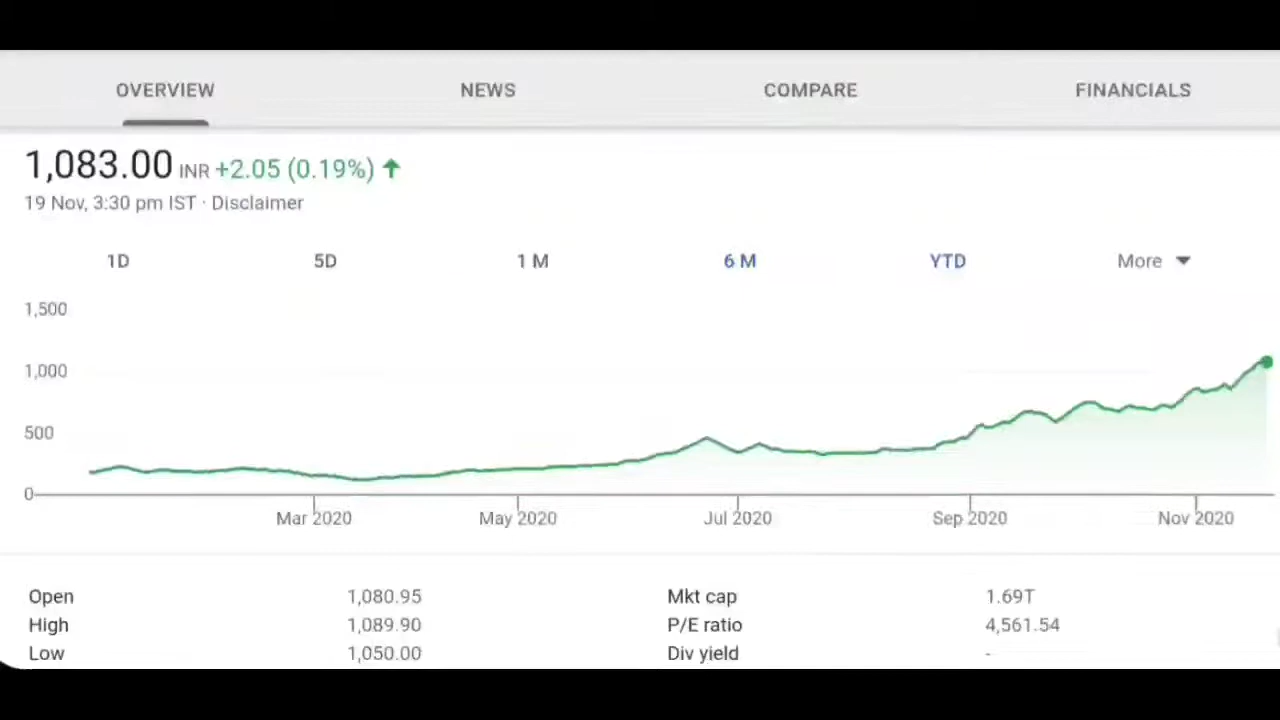 OVERVIEW NEWS COMPARE FINANCIALS
1,083.00 INR +2.05 (0.19%)
19 Nov, 3:30 pm IST · Disclaimer
1D 5D 1 M 6 M YTD More
1,500
1,000
500
0
Mar 2020 May 2020 Jul 2020 Sep 2020 Nov 2020
Open 1,080.95 Mkt cap 1.69T
High 1,089.90 P/E ratio 4,561.54
Low 1,050.00 Div yield -